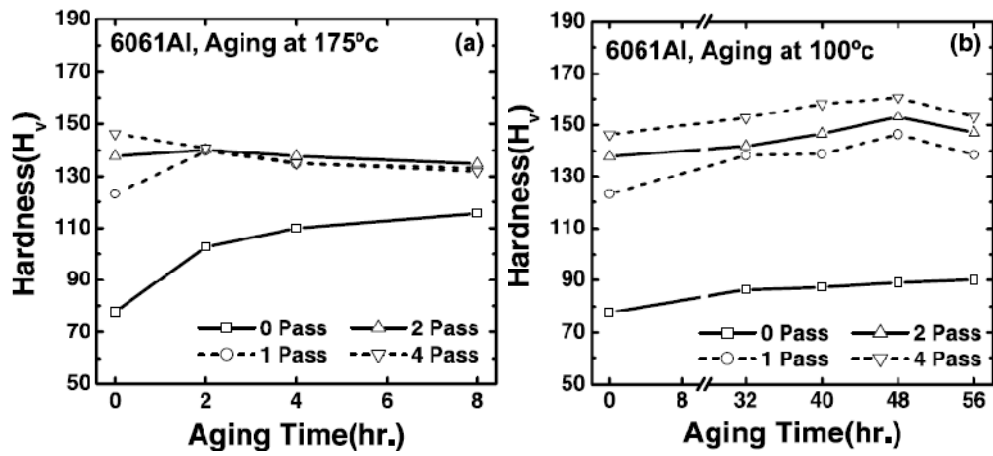 6061Al, Aging at 175ºc
(a)
Hardness(Hv)
190
170
150
130
110
90
70
50
0 Pass
2 Pass
1 Pass
4 Pass
0 2 4 6 8
Aging Time(hr.)
6061Al, Aging at 100ºc
(b)
Hardness(Hv)
190
170
150
130
110
90
70
50
0 Pass
2 Pass
1 Pass
4 Pass
0 8 32 40 48 56
Aging Time(hr.)